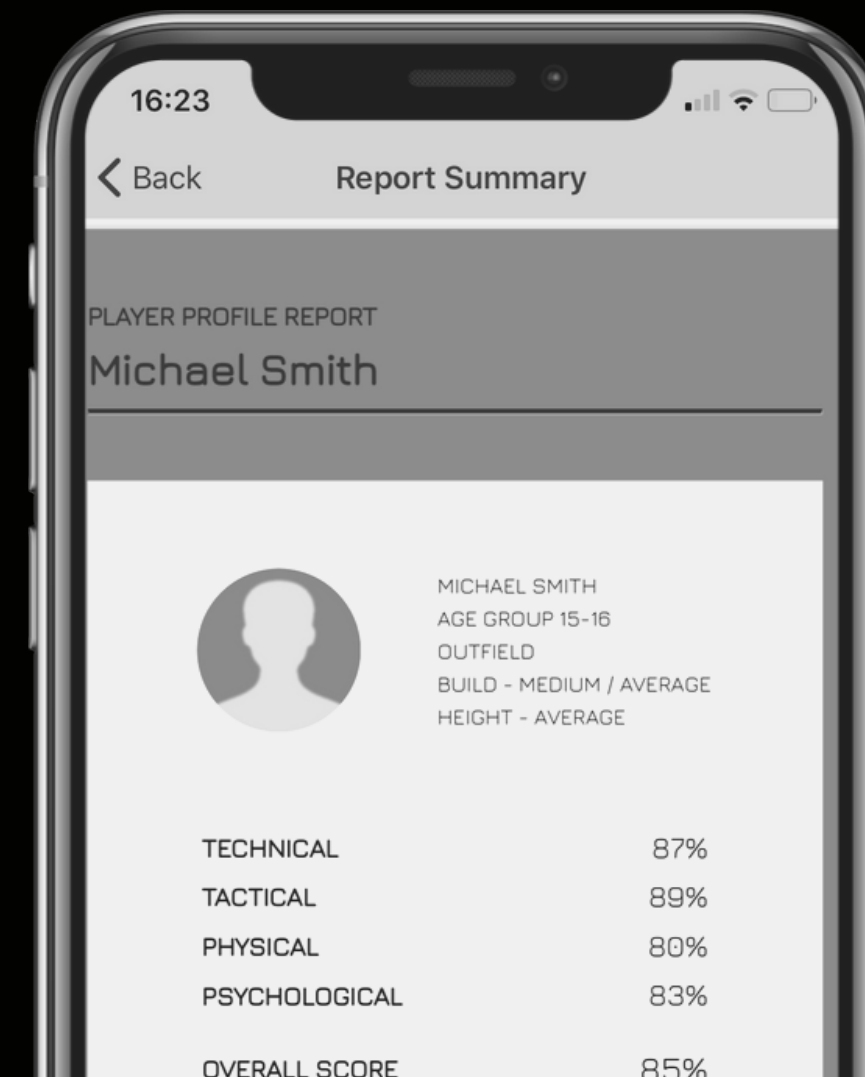 16:23
Back Report Summary
PLAYER PROFILE REPORT
Michael Smith
MICHAEL SMITH
AGE GROUP 15-16
OUTFIELD
BUILD - MEDIUM / AVERAGE
HEIGHT - AVERAGE
TECHNICAL 87%
TACTICAL 89%
PHYSICAL 80%
PSYCHOLOGICAL 83%
OVERALL SCORE 85%